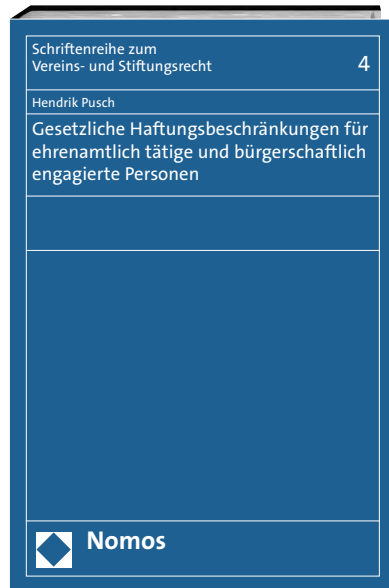 Schriftenreihe zum
Vereins- und Stiftungsrecht 4
Hendrik Pusch
Gesetzliche Haftungsbeschränkungen für
ehrenamtlich tätige und bürgerschaftlich
engagierte Personen
Nomos